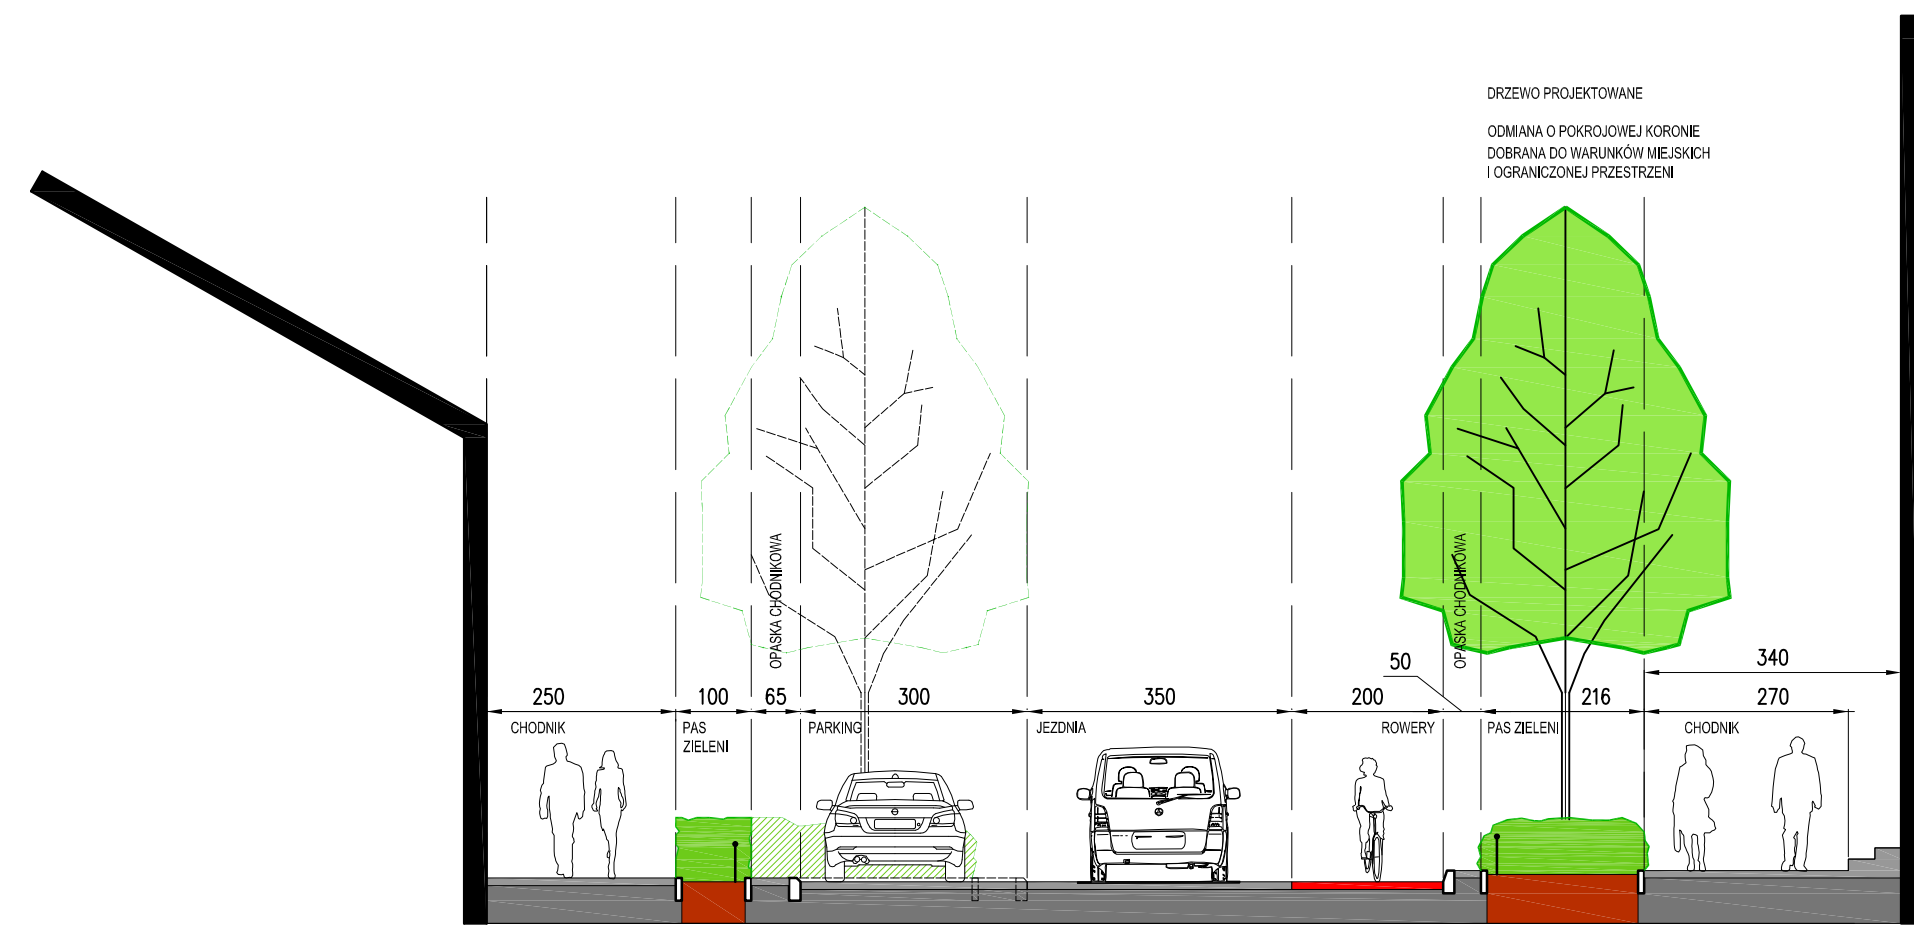 DRZEWO PROJEKTOWANE
ODMIANA O POKROJOWEJ KORONIE
DOBRANA DO WARUNKÓW MIEJSKICH
I OGRANICZONEJ PRZESTRZENI
OPASKA CHODNIKOWA
OPASKA CHODNIKOWA
50
340
250
100
65
300
350
200
216
270
CHODNIK
PAS
ZIELENI
PARKING
JEZDNIA
ROWERY
PAS ZIELENI
CHODNIK